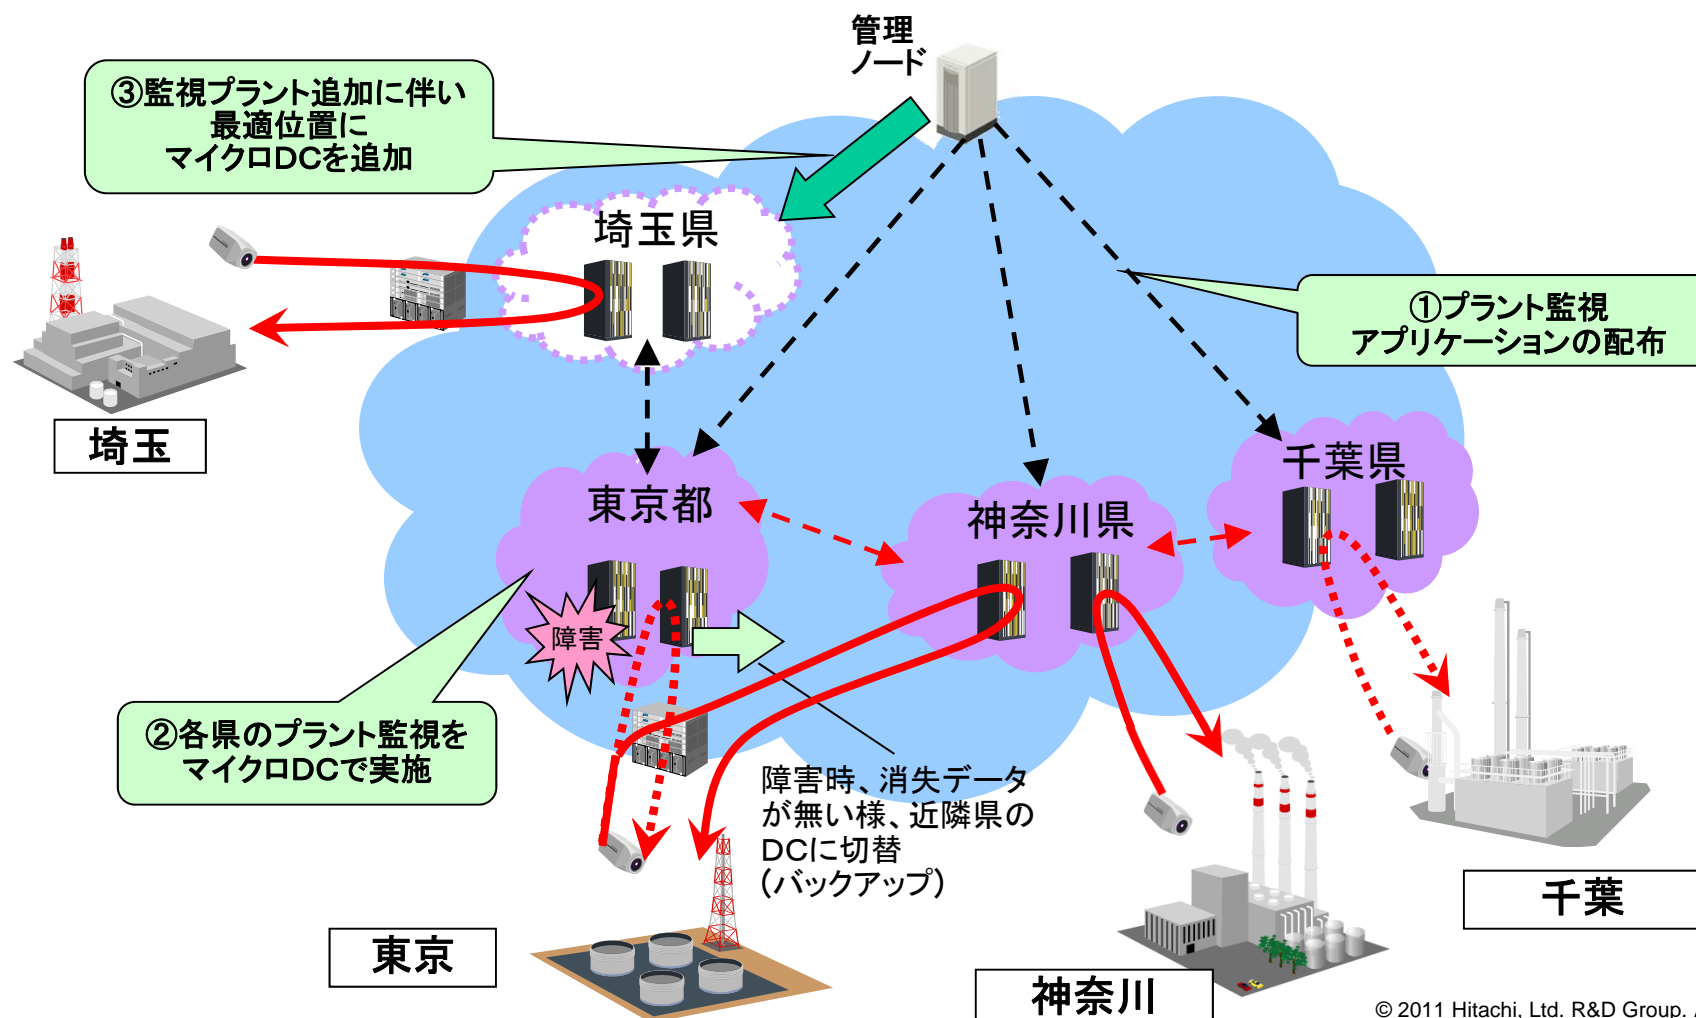 管理
ノード
③監視プラント追加に伴い
最適位置に
マイクロDCを追加
埼玉県
①プラント監視
アプリケーションの配布
埼玉
東京都
神奈川県
千葉県
障害
②各県のプラント監視を
マイクロDCで実施
障害時、消失データ
が無い様、近隣県の
DCに切替
(バックアップ)
千葉
東京
神奈川
© 2011 Hitachi, Ltd. R&D Group.